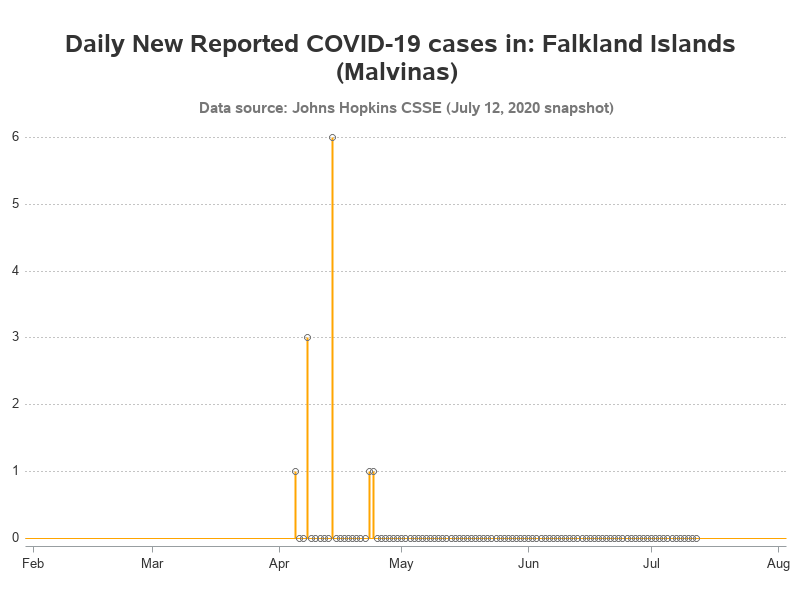 Daily New Reported COVID-19 cases in: Falkland Islands
(Malvinas)
Data source: Johns Hopkins CSSE (July 12, 2020 snapshot)
6
5
4
3
2
1
0
Feb Mar Apr May Jun Jul Aug